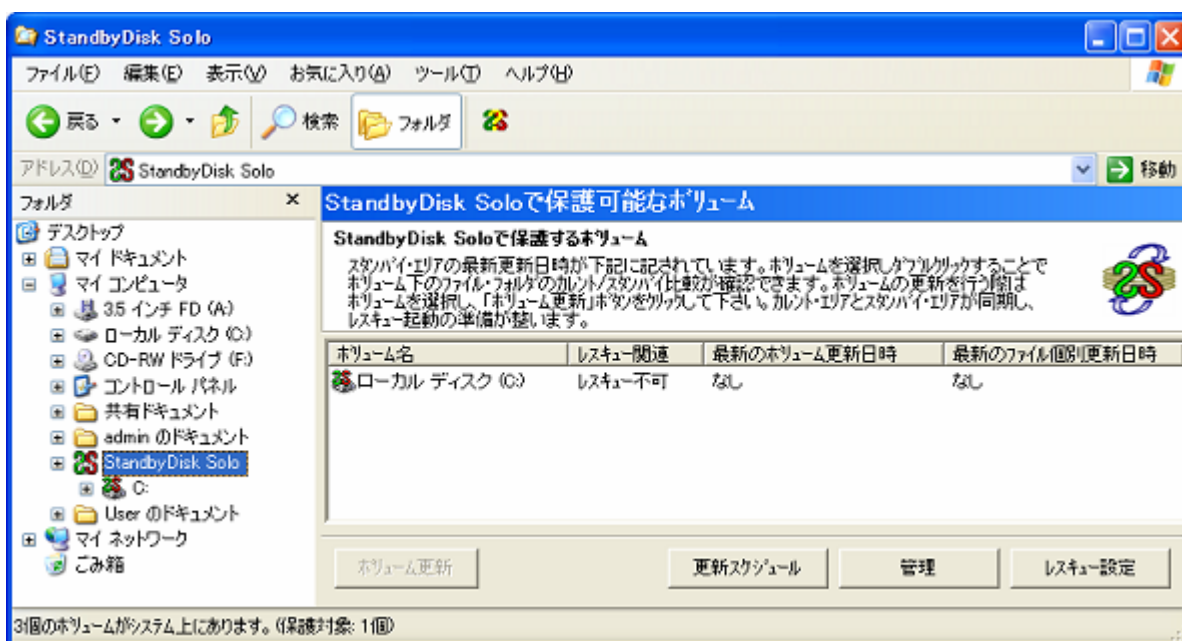 StandbyDisk Solo
ファイル(F) 編集(E) 表示(V) お気に入り(A) ツール(T) ヘルプ(H)
戻る 検索 フォルダ
アドレス(D) StandbyDisk Solo 移動
フォルダ ×
デスクトップ
マイ ドキュメント
マイ コンピュータ
3.5 インチ FD (A:)
ローカル ディスク (C:)
CD-RW ドライブ (F:)
コントロール パネル
共有ドキュメント
admin のドキュメント
StandbyDisk Solo
C:
User のドキュメント
マイ ネットワーク
ごみ箱
StandbyDisk Soloで保護可能なボリューム
StandbyDisk Soloで保護するボリューム
スタンバイ・エリアの最新更新日時が下記に記されています。ボリュームを選択しダブルクリックすることで
ボリューム下のファイル・フォルダのカレント/スタンバイ比較が確認できます。ボリュームの更新を行う際は
ボリュームを選択し、「ボリューム更新」ボタンをクリックして下さい。カレント・エリアとスタンバイ・エリアが同期し、
レスキュー起動の準備が整います。
ボリューム名 レスキュー関連 最新のボリューム更新日時 最新のファイル個別更新日時
ローカル ディスク (C:) レスキュー不可 なし なし
ボリューム更新 更新スケジュール 管理 レスキュー設定
3個のボリュームがシステム上にあります。(保護対象: 1個)